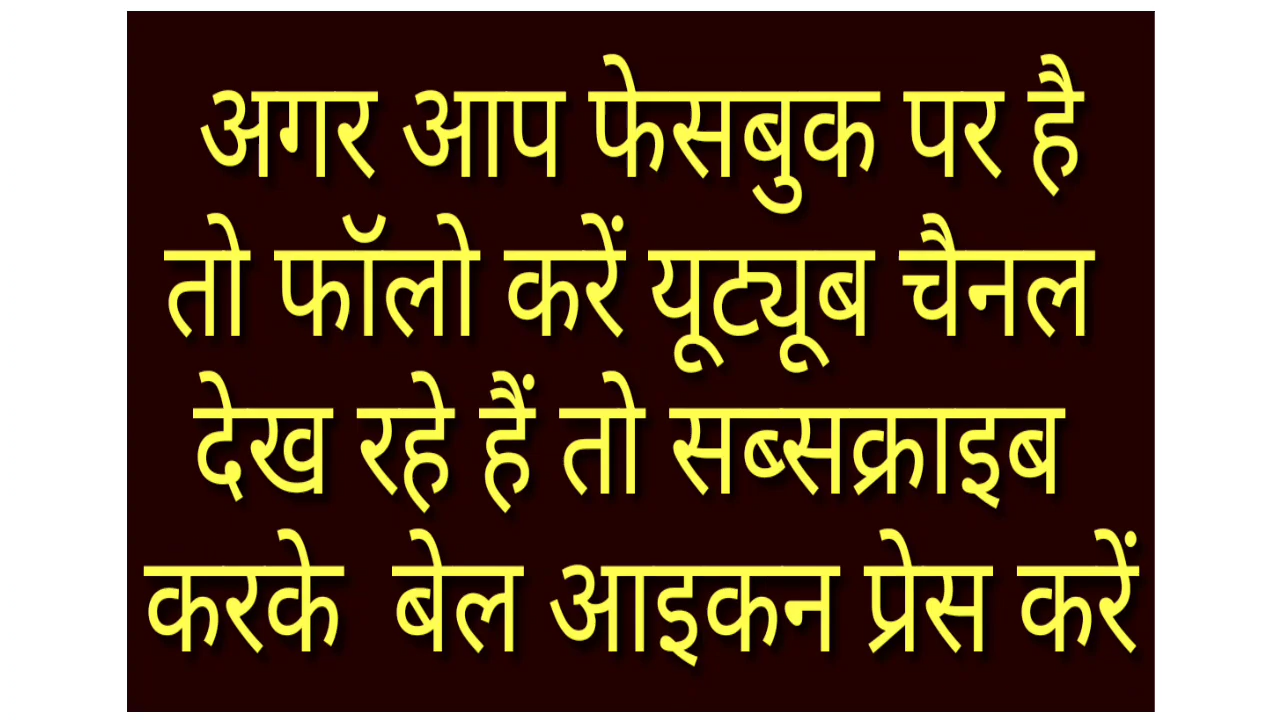 अगर आप फेसबुक पर है
तो फॉलो करें यूट्यूब चैनल
देख रहे हैं तो सब्सक्राइब
करके बेल आइकन प्रेस करें